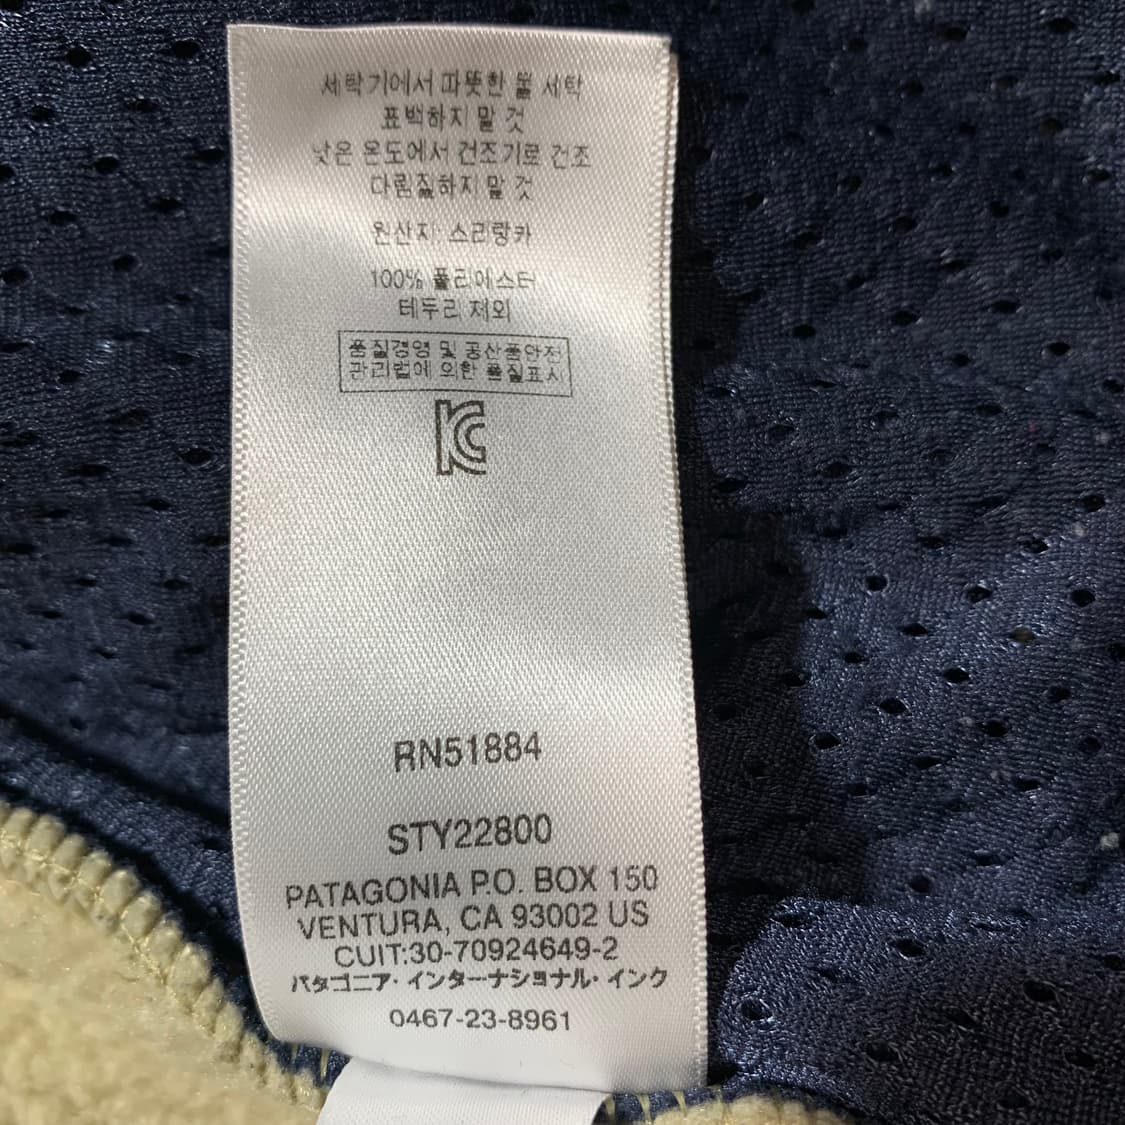 세탁기에서 따뜻한 물 세탁
표백하지 말 것
낮은 온도에서 건조기로 건조
다림질하지 말 것
원산지: 스리랑카
100% 폴리에스터
테두리 제외
품질경영 및 공산품안전
관리법에 의한 품질표시
KC
RN51884
STY22800
PATAGONIA P.O. BOX 150
VENTURA, CA 93002 US
CUIT:30-70924649-2
パタゴニア・インターナショナル・インク
0467-23-8961